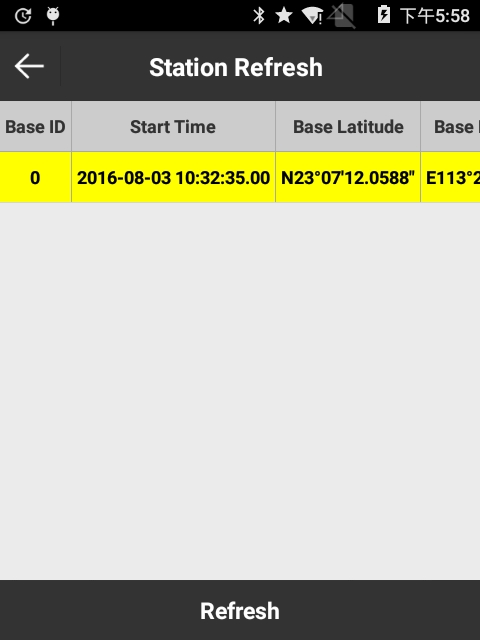 下午5:58
Station Refresh
Base ID Start Time Base Latitude Base
0 2016-08-03 10:32:35.00 N23°07'12.0588" E113°2
Refresh